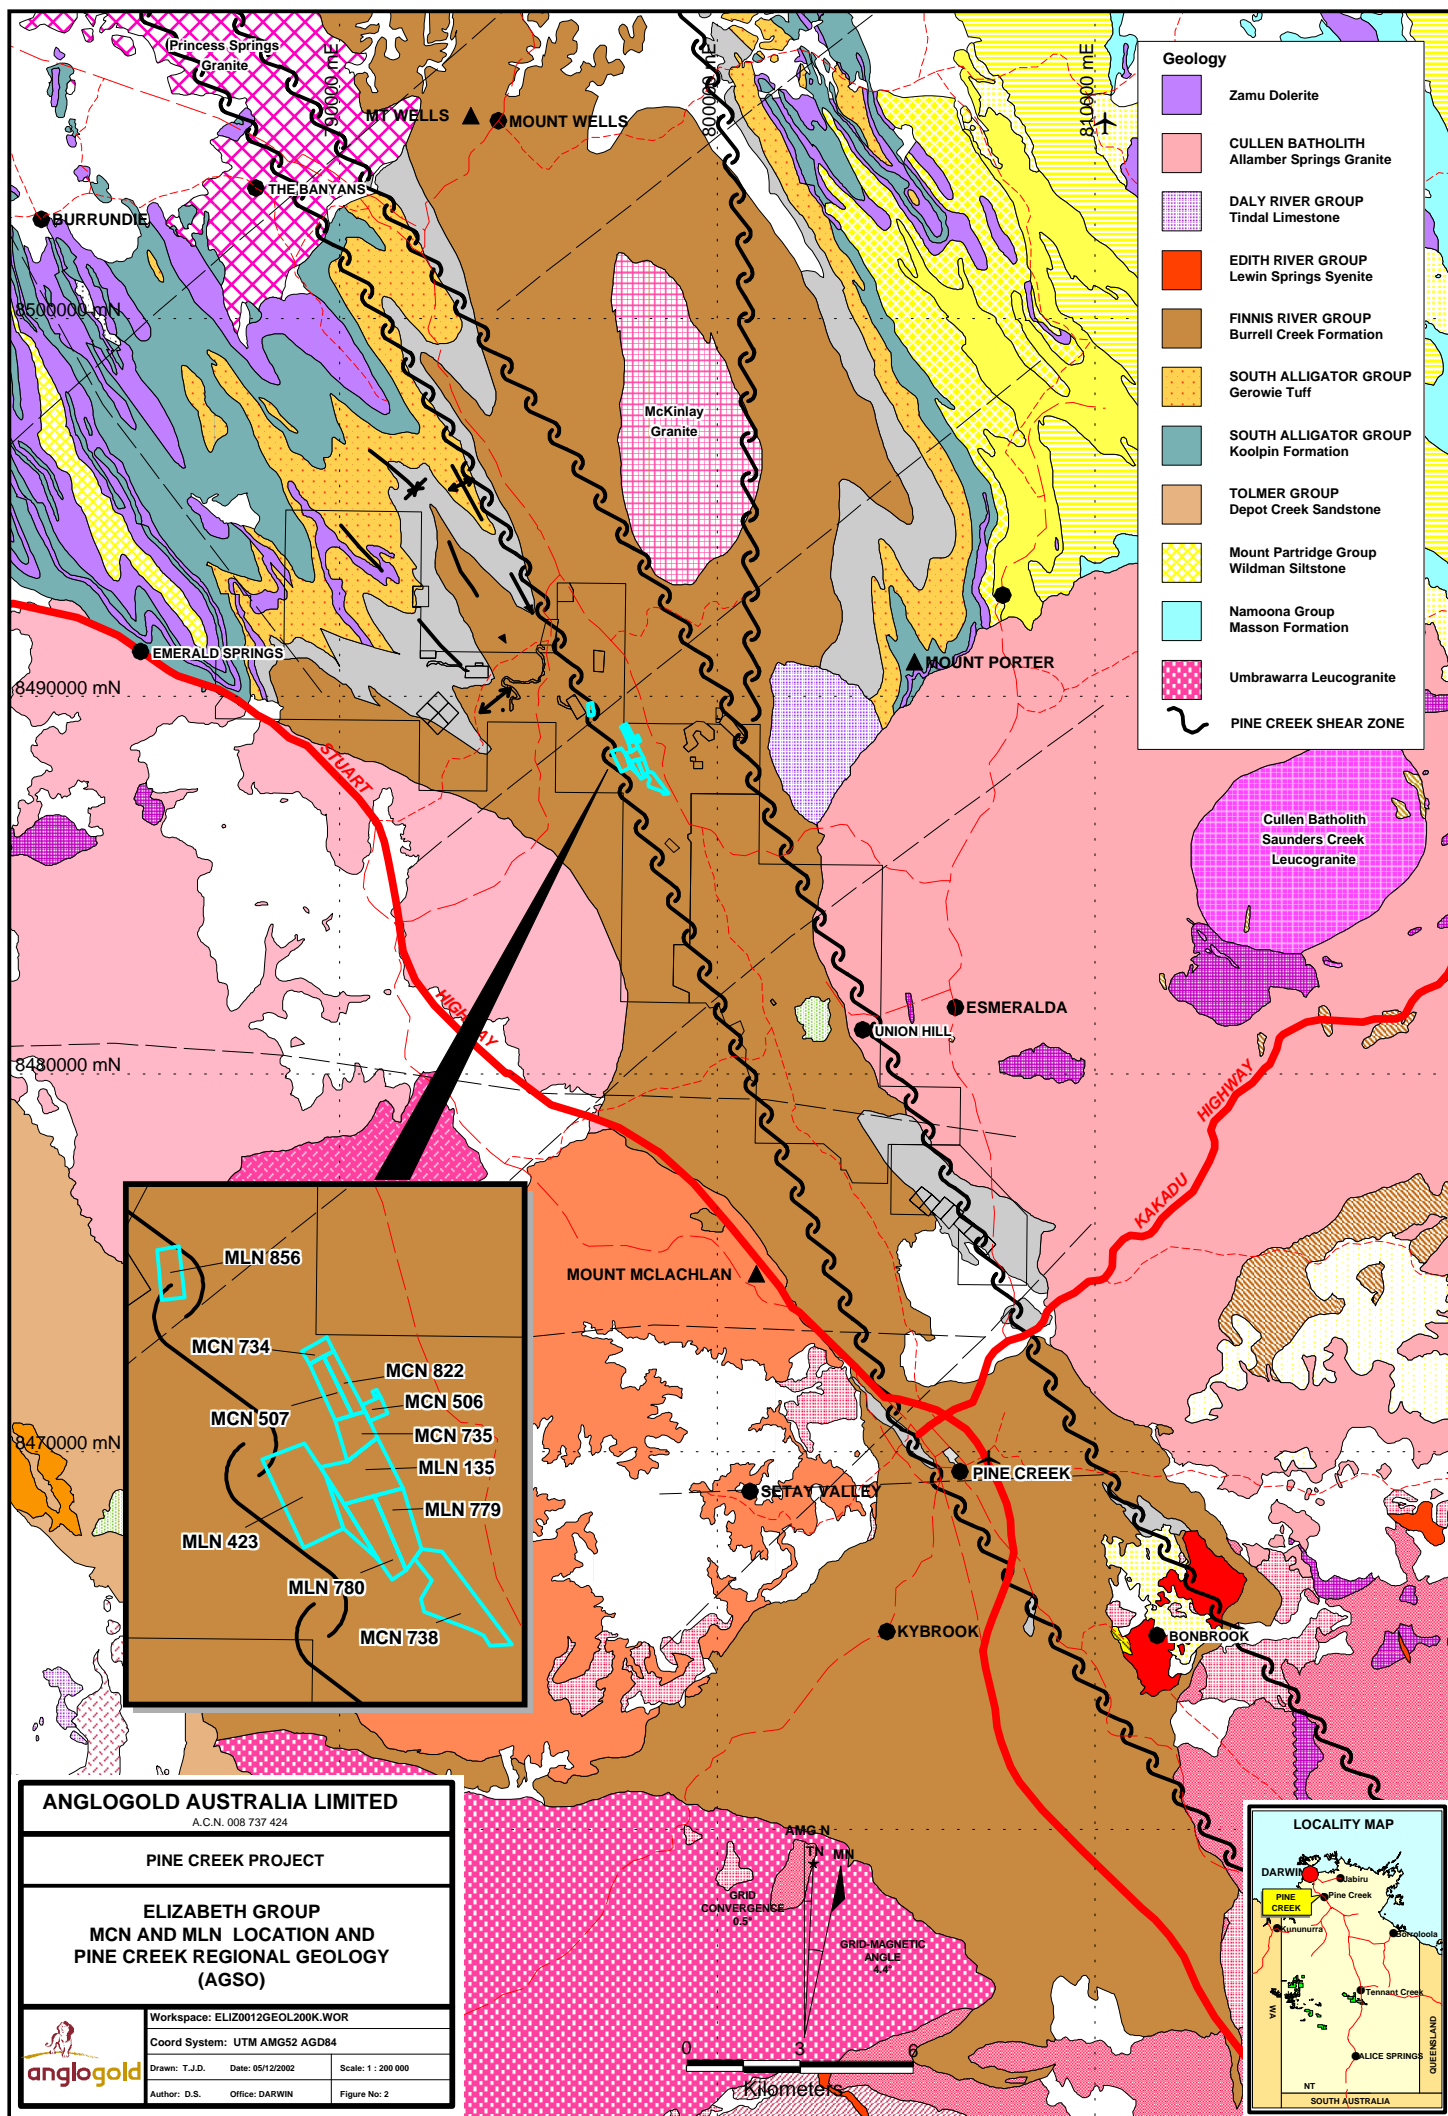 Princess Springs
Granite
90000 mE
800000 mE
810000 mE
MT WELLS
MOUNT WELLS
THE BANYANS
BURRUNDIE
8500000 mN
McKinlay
Granite
EMERALD SPRINGS
MOUNT PORTER
8490000 mN
STUART
HIGHWAY
Cullen Batholith
Saunders Creek
Leucogranite
ESMERALDA
UNION HILL
8480000 mN
KAKADU
HIGHWAY
MOUNT MCLACHLAN
8470000 mN
PINE CREEK
SETAY VALLEY
KYBROOK
BONBROOK
Geology
Zamu Dolerite
CULLEN BATHOLITH
Allamber Springs Granite
DALY RIVER GROUP
Tindal Limestone
EDITH RIVER GROUP
Lewin Springs Syenite
FINNIS RIVER GROUP
Burrell Creek Formation
SOUTH ALLIGATOR GROUP
Gerowie Tuff
SOUTH ALLIGATOR GROUP
Koolpin Formation
TOLMER GROUP
Depot Creek Sandstone
Mount Partridge Group
Wildman Siltstone
Namoona Group
Masson Formation
Umbrawarra Leucogranite
PINE CREEK SHEAR ZONE
MLN 856
MCN 734
MCN 822
MCN 506
MCN 507
MCN 735
MLN 135
MLN 779
MLN 423
MLN 780
MCN 738
ANGLOGOLD AUSTRALIA LIMITED
A.C.N. 008 737 424
PINE CREEK PROJECT
ELIZABETH GROUP
MCN AND MLN LOCATION AND
PINE CREEK REGIONAL GEOLOGY
(AGSO)
anglogold
Workspace: ELIZ0012GEOL200K.WOR
Coord System: UTM AMG52 AGD84
Drawn: T.J.D. Date: 05/12/2002 Scale: 1 : 200 000
Author: D.S. Office: DARWIN Figure No: 2
AMG N
TN
MN
GRID
CONVERGENCE
0.5°
GRID-MAGNETIC
ANGLE
4.4°
0 3 6
Kilometers
LOCALITY MAP
DARWIN
Jabiru
Pine Creek
PINE
CREEK
Kununurra
Borroloola
Tennant Creek
WA
QUEENSLAND
ALICE SPRINGS
NT
SOUTH AUSTRALIA